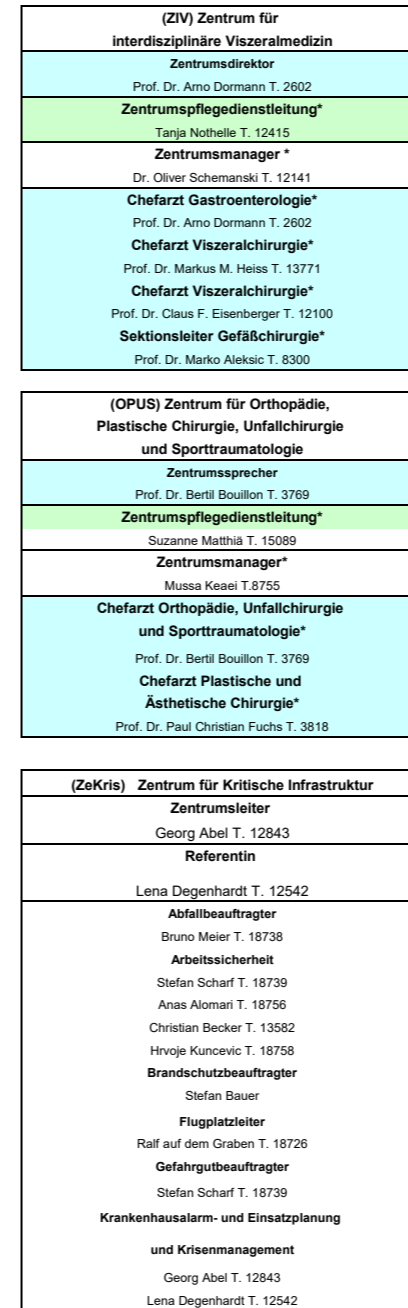 (ZIV) Zentrum für
interdisziplinäre Viszeralmedizin
Zentrumsdirektor
Prof. Dr. Arno Dormann T. 2602
Zentrumspflegedienstleitung*
Tanja Nothelle T. 12415
Zentrumsmanager *
Dr. Oliver Schemanski T. 12141
Chefarzt Gastroenterologie*
Prof. Dr. Arno Dormann T. 2602
Chefarzt Viszeralchirurgie*
Prof. Dr. Markus M. Heiss T. 13771
Chefarzt Viszeralchirurgie*
Prof. Dr. Claus F. Eisenberger T. 12100
Sektionsleiter Gefäßchirurgie*
Prof. Dr. Marko Aleksic T. 8300
(OPUS) Zentrum für Orthopädie,
Plastische Chirurgie, Unfallchirurgie
und Sporttraumatologie
Zentrumssprecher
Prof. Dr. Bertil Bouillon T. 3769
Zentrumspflegedienstleitung*
Suzanne Matthiä T. 15089
Zentrumsmanager*
Mussa Keaei T.8755
Chefarzt Orthopädie, Unfallchirurgie
und Sporttraumatologie*
Prof. Dr. Bertil Bouillon T. 3769
Chefarzt Plastische und
Ästhetische Chirurgie*
Prof. Dr. Paul Christian Fuchs T. 3818
(ZeKris) Zentrum für Kritische Infrastruktur
Zentrumsleiter
Georg Abel T. 12843
Referentin
Lena Degenhardt T. 12542
Abfallbeauftragter
Bruno Meier T. 18738
Arbeitssicherheit
Stefan Scharf T. 18739
Anas Alomari T. 18756
Christian Becker T. 13582
Hrvoje Kuncevic T. 18758
Brandschutzbeauftragter
Stefan Bauer
Flugplatzleiter
Ralf auf dem Graben T. 18726
Gefahrgutbeauftragter
Stefan Scharf T. 18739
Krankenhausalarm- und Einsatzplanung
und Krisenmanagement
Georg Abel T. 12843
Lena Degenhardt T. 12542